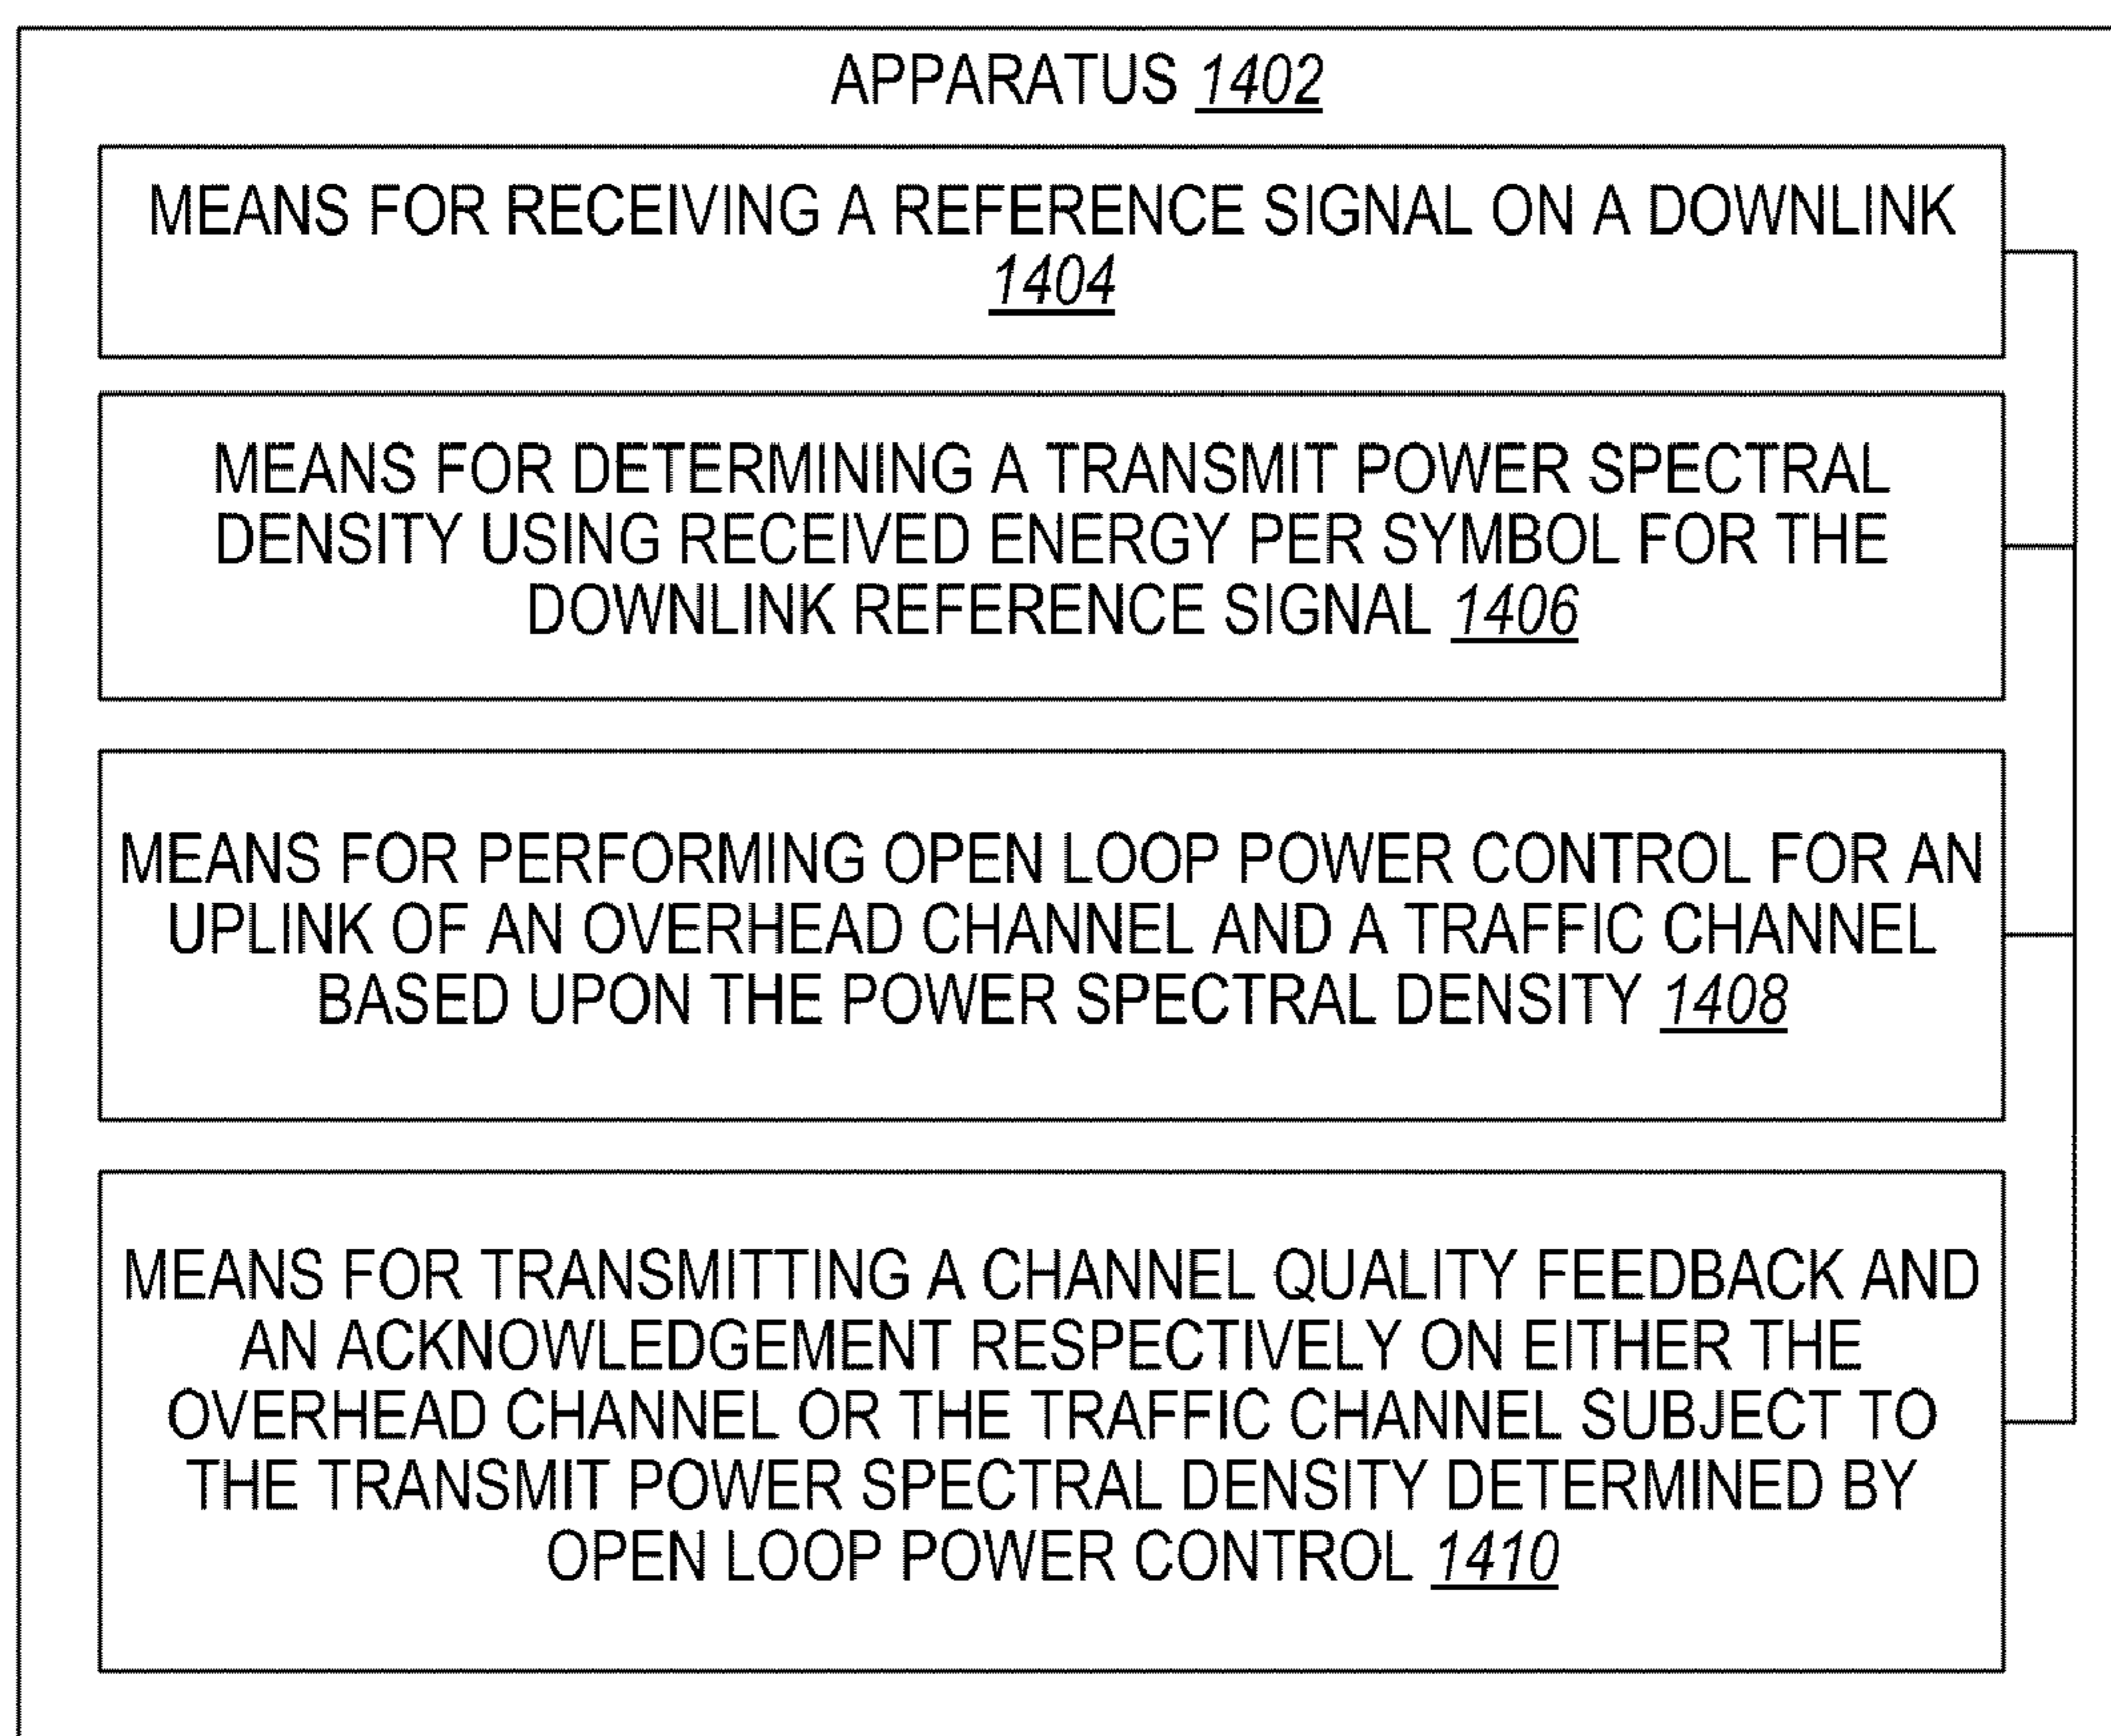 APPARATUS 1402
MEANS FOR RECEIVING A REFERENCE SIGNAL ON A DOWNLINK
1404
MEANS FOR DETERMINING A TRANSMIT POWER SPECTRAL
DENSITY USING RECEIVED ENERGY PER SYMBOL FOR THE
DOWNLINK REFERENCE SIGNAL 1406
MEANS FOR PERFORMING OPEN LOOP POWER CONTROL FOR AN
UPLINK OF AN OVERHEAD CHANNEL AND A TRAFFIC CHANNEL
BASED UPON THE POWER SPECTRAL DENSITY 1408
MEANS FOR TRANSMITTING A CHANNEL QUALITY FEEDBACK AND
AN ACKNOWLEDGEMENT RESPECTIVELY ON EITHER THE
OVERHEAD CHANNEL OR THE TRAFFIC CHANNEL SUBJECT TO
THE TRANSMIT POWER SPECTRAL DENSITY DETERMINED BY
OPEN LOOP POWER CONTROL 1410